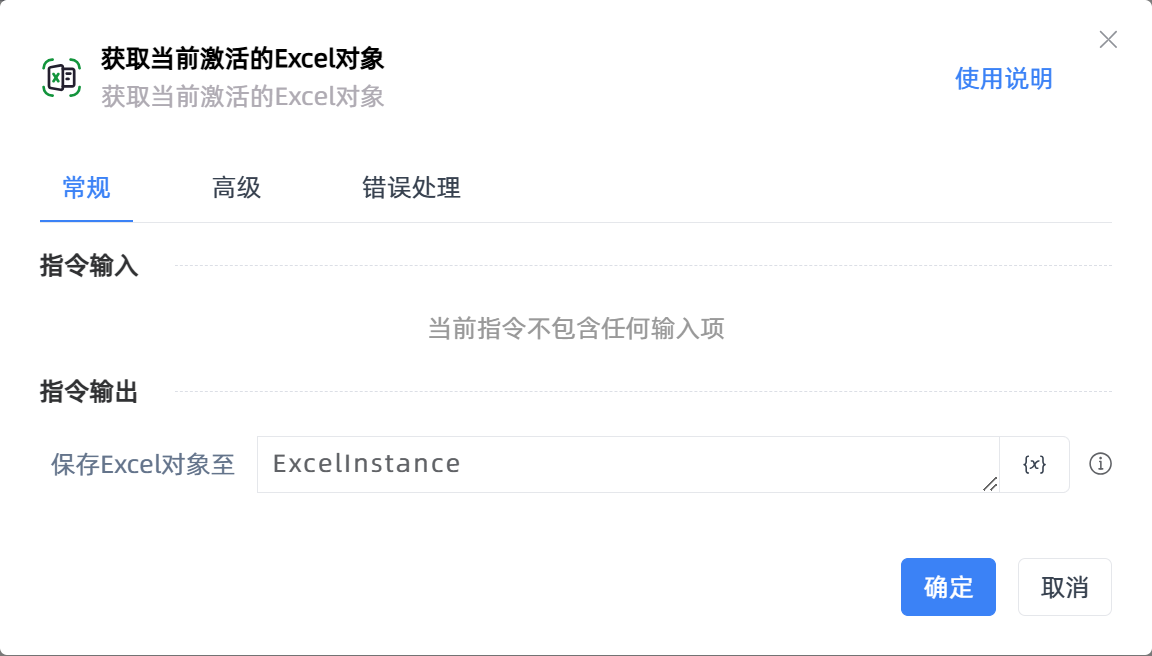 获取当前激活的Excel对象
获取当前激活的Excel对象
使用说明
常规 高级 错误处理
指令输入
当前指令不包含任何输入项
指令输出
保存Excel对象至 ExcelInstance {x}
确定 取消